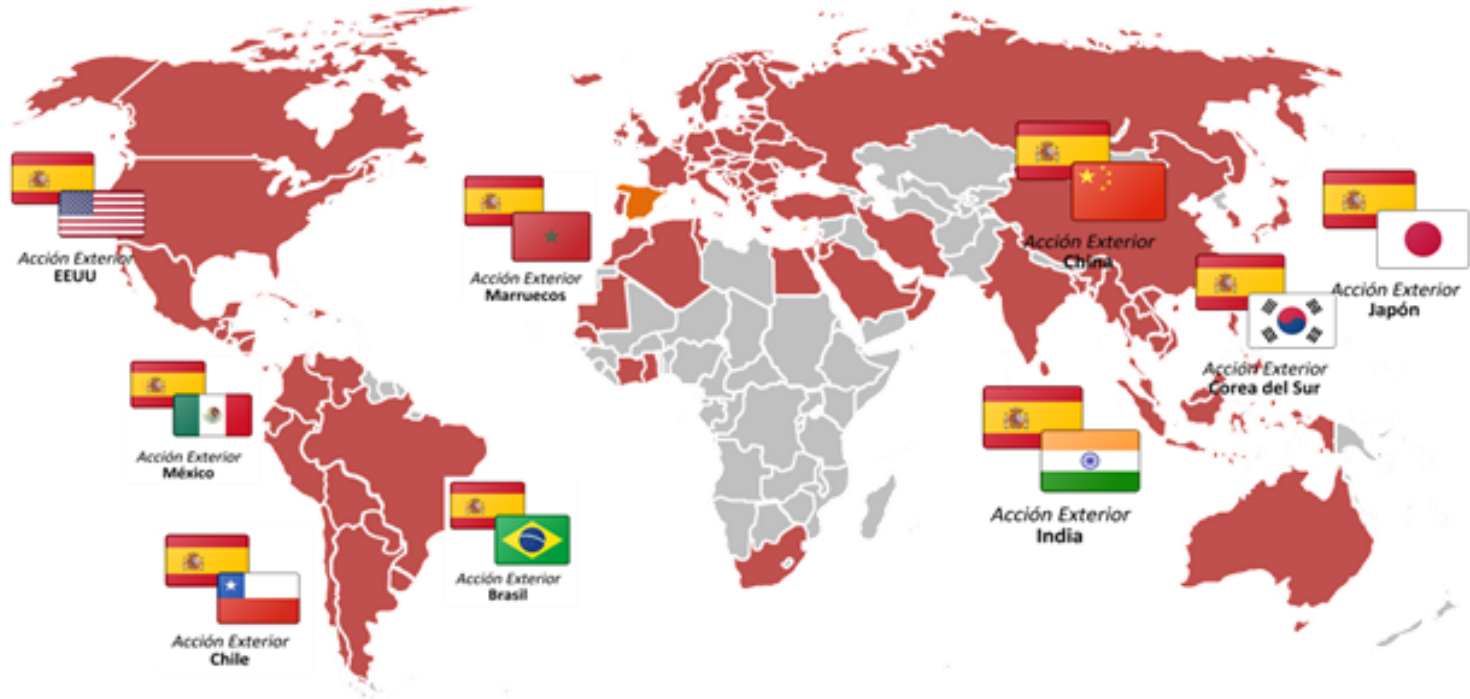 Acción Exterior
EEUU
Acción Exterior
Marruecos
Acción Exterior
China
Acción Exterior
Japón
Acción Exterior
Corea del Sur
Acción Exterior
México
Acción Exterior
India
Acción Exterior
Brasil
Acción Exterior
Chile